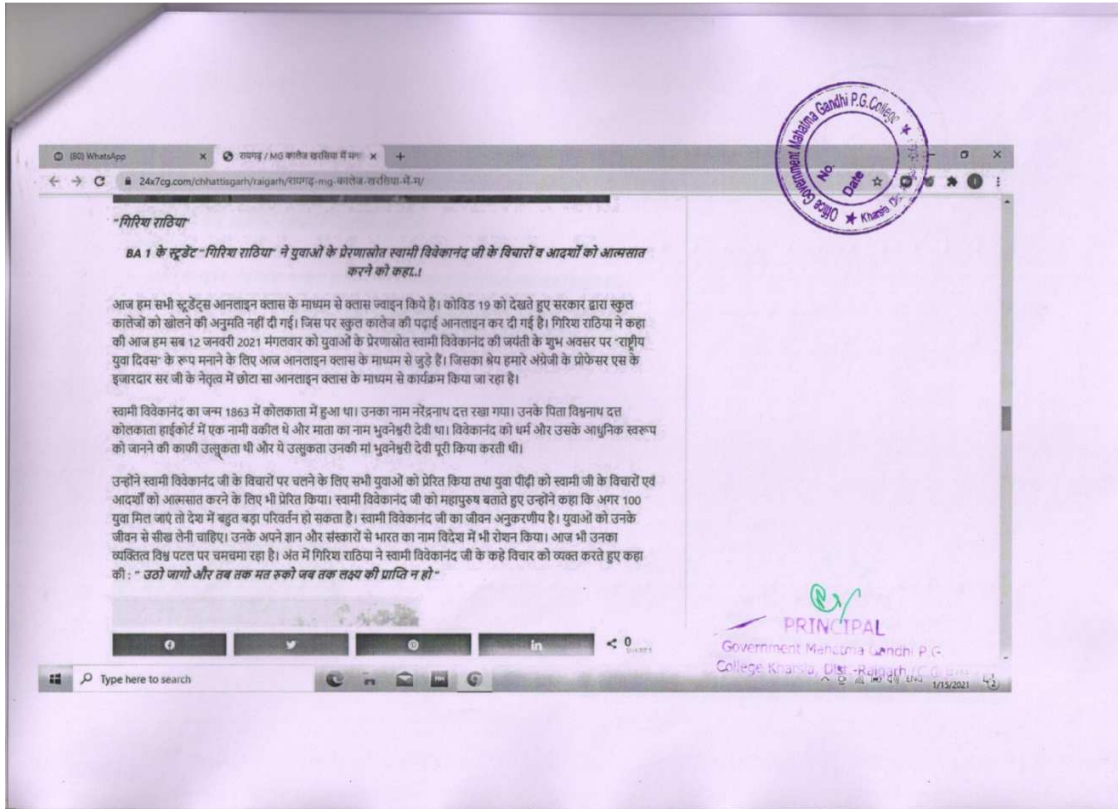 Office Government Mahatma Gandhi P.G. College
No.
Date
(80) WhatsApp
रायगढ़ / MG कालेज खरसिया में
24x7cg.com/chhattisgarh/raigarh/रायगढ़-mg-कालेज-खरसिया-में-म/
"गिरिश राठिया"
BA 1 के स्टूडेंट "गिरिश राठिया" ने युवाओं के प्रेरणास्रोत स्वामी विवेकानंद जी के विचारों व आदर्शों को आत्मसात
करने को कहा..!
आज हम सभी स्टूडेंट्स आनलाइन क्लास के माध्यम से क्लास ज्वाइन किये है। कोविड 19 को देखते हुए सरकार द्वारा स्कुल
कालेजों को खोलने की अनुमति नहीं दी गई। जिस पर स्कुल कालेज की पढ़ाई आनलाइन कर दी गई है। गिरिश राठिया ने कहा
की आज हम सब 12 जनवरी 2021 मंगलवार को युवाओं के प्रेरणास्रोत स्वामी विवेकानंद की जयंती के शुभ अवसर पर "राष्ट्रीय
युवा दिवस" के रूप मनाने के लिए आज आनलाइन क्लास के माध्यम से जुड़े हैं। जिसका श्रेय हमारे अंग्रेजी के प्रोफेसर एस के
इजारदार सर जी के नेतृत्व में छोटा सा आनलाइन क्लास के माध्यम से कार्यक्रम किया जा रहा है।
स्वामी विवेकानंद का जन्म 1863 में कोलकाता में हुआ था। उनका नाम नरेंद्रनाथ दत्त रखा गया। उनके पिता विश्वनाथ दत्त
कोलकाता हाईकोर्ट में एक नामी वकील थे और माता का नाम भुवनेश्वरी देवी था। विवेकानंद को धर्म और उसके आधुनिक स्वरूप
को जानने की काफी उत्सुकता थी और ये उत्सुकता उनकी मां भुवनेश्वरी देवी पूरी किया करती थी।
उन्होंने स्वामी विवेकानंद जी के विचारों पर चलने के लिए सभी युवाओं को प्रेरित किया तथा युवा पीढ़ी को स्वामी जी के विचारों एवं
आदर्शों को आत्मसात करने के लिए भी प्रेरित किया। स्वामी विवेकानंद जी को महापुरुष बताते हुए उन्होंने कहा कि अगर 100
युवा मिल जाएं तो देश में बहुत बड़ा परिवर्तन हो सकता है। स्वामी विवेकानंद जी का जीवन अनुकरणीय है। युवाओं को उनके
जीवन से सीख लेनी चाहिए। उनके अपने ज्ञान और संस्कारों से भारत का नाम विदेश में भी रोशन किया। आज भी उनका
व्यक्तित्व विश्व पटल पर चमचमा रहा है। अंत में गिरिश राठिया ने स्वामी विवेकानंद जी के कहे विचार को व्यक्त करते हुए कहा
की : " उठो जागो और तब तक मत रुको जब तक लक्ष्य की प्राप्ति न हो "
0
SHARES
PRINCIPAL
Government Mahatma Gandhi P.G.
College Kharsia, Dist.-Raigarh (C.G.)
Type here to search
ENG
1/15/2021